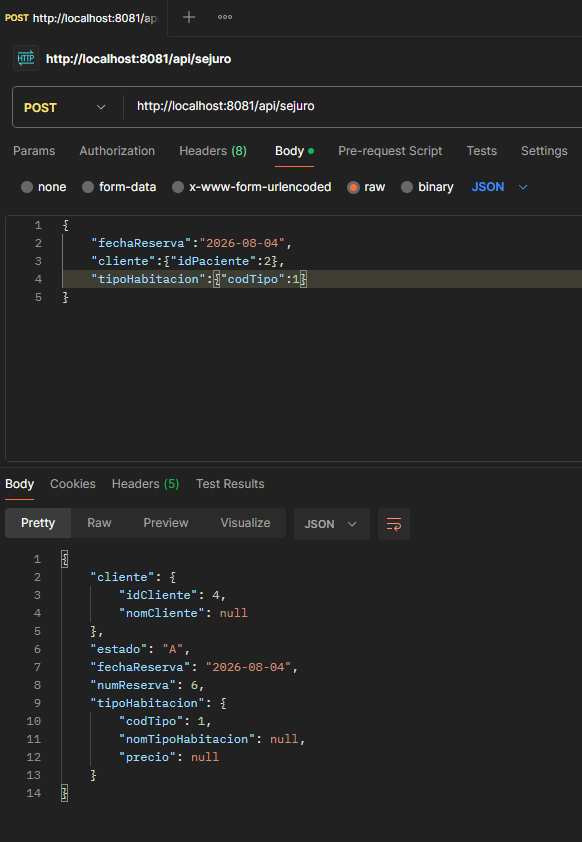 POST http://localhost:8081/ap
HTTP http://localhost:8081/api/sejuro
POST http://localhost:8081/api/sejuro
Params Authorization Headers (8) Body Pre-request Script Tests Settings
none form-data x-www-form-urlencoded raw binary JSON
1 {
2 "fechaReserva":"2026-08-04",
3 "cliente":{"idPaciente":2},
4 "tipoHabitacion":{"codTipo":1}
5 }
Body Cookies Headers (5) Test Results
Pretty Raw Preview Visualize JSON
1 {
2 "cliente": {
3 "idCliente": 4,
4 "nomCliente": null
5 },
6 "estado": "A",
7 "fechaReserva": "2026-08-04",
8 "numReserva": 6,
9 "tipoHabitacion": {
10 "codTipo": 1,
11 "nomTipoHabitacion": null,
12 "precio": null
13 }
14 }